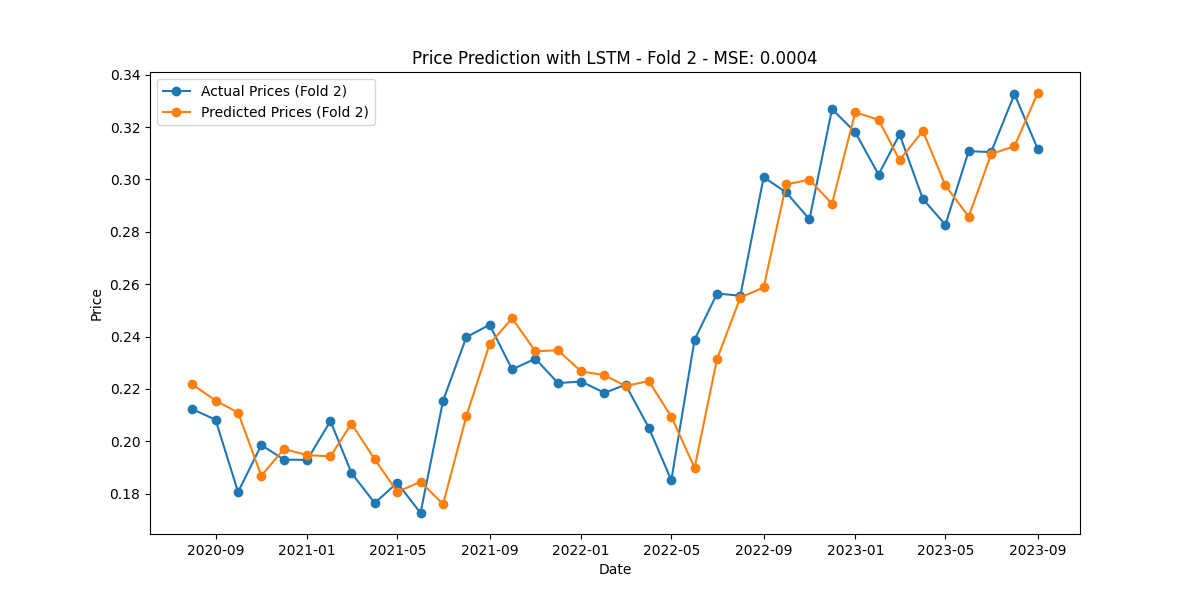 Price Prediction with LSTM - Fold 2 - MSE: 0.0004
Actual Prices (Fold 2)
Predicted Prices (Fold 2)
Price
0.34
0.32
0.30
0.28
0.26
0.24
0.22
0.20
0.18
2020-09 2021-01 2021-05 2021-09 2022-01 2022-05 2022-09 2023-01 2023-05 2023-09
Date